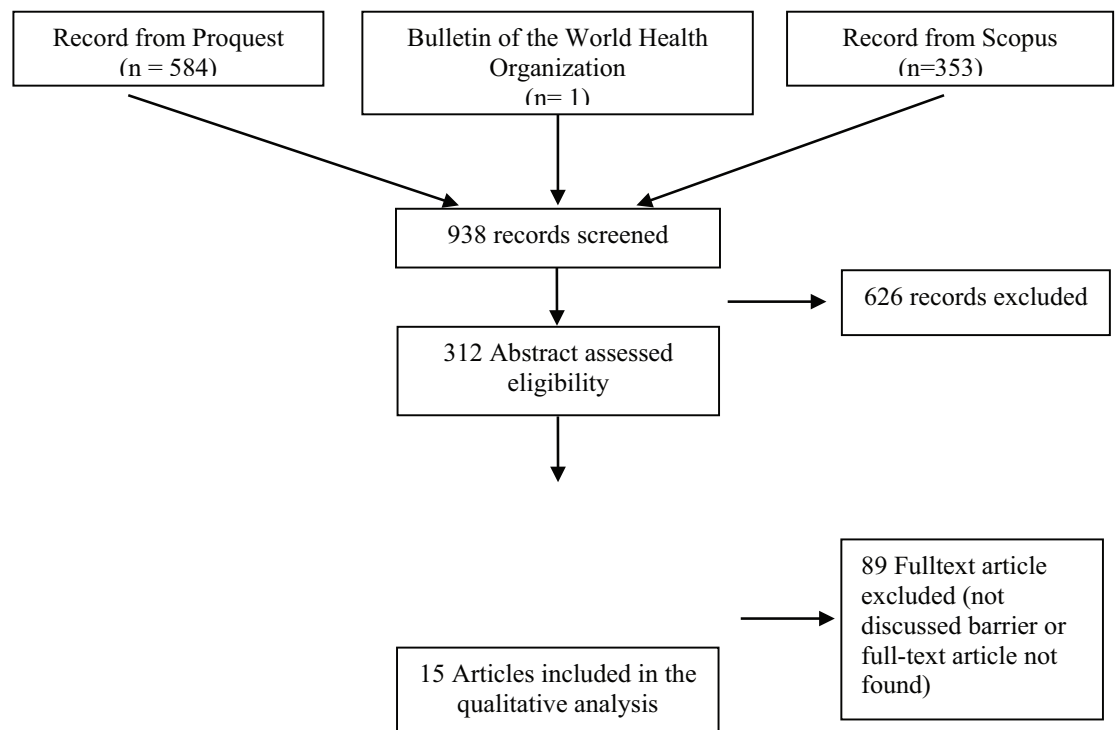 Record from Proquest
(n = 584)
Bulletin of the World Health
Organization
(n= 1)
Record from Scopus
(n=353)
938 records screened
626 records excluded
312 Abstract assessed
eligibility
89 Fulltext article
excluded (not
discussed barrier or
full-text article not
found)
15 Articles included in the
qualitative analysis